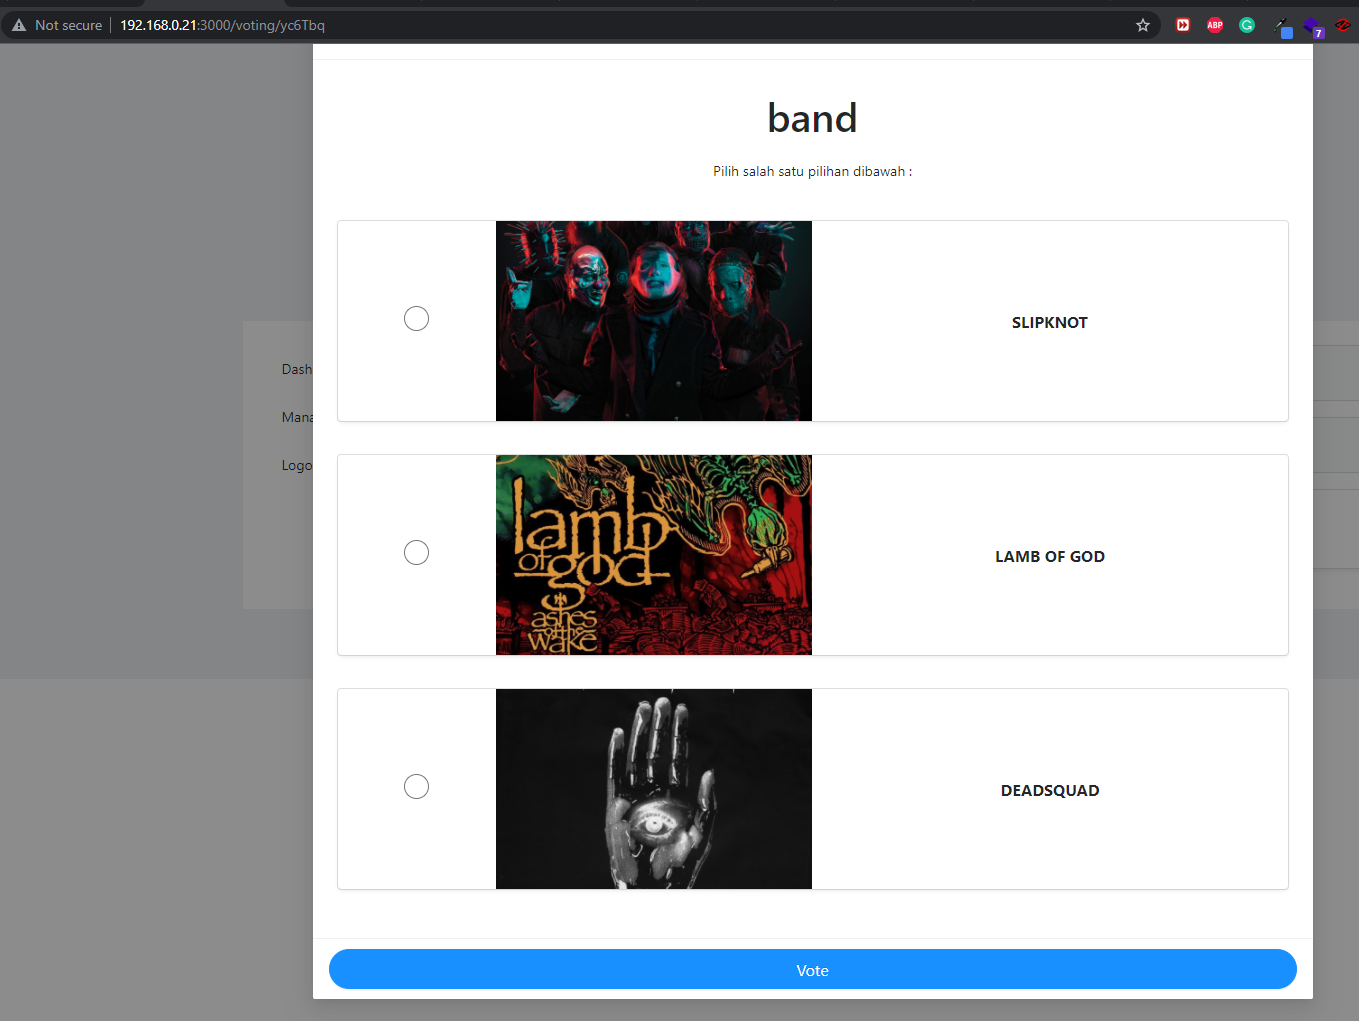 Not secure
192.168.0.21:3000/voting/yc6Tbq
ABP
7
band
Pilih salah satu pilihan dibawah :
SLIPKNOT
Dash
Mana
Logo
lamb
of
god
ashes
of the
wake
LAMB OF GOD
DEADSQUAD
Vote